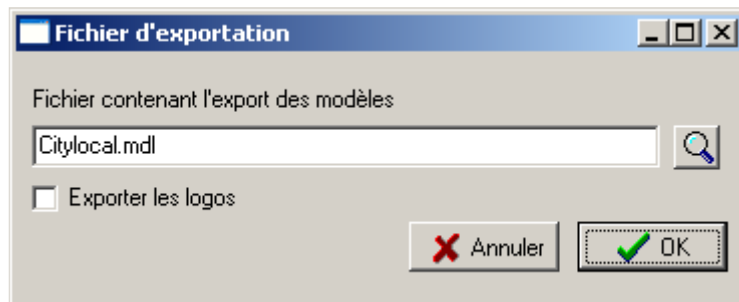 Fichier d'exportation
Fichier contenant l'export des modèles
Citylocal.mdl
Exporter les logos
Annuler OK